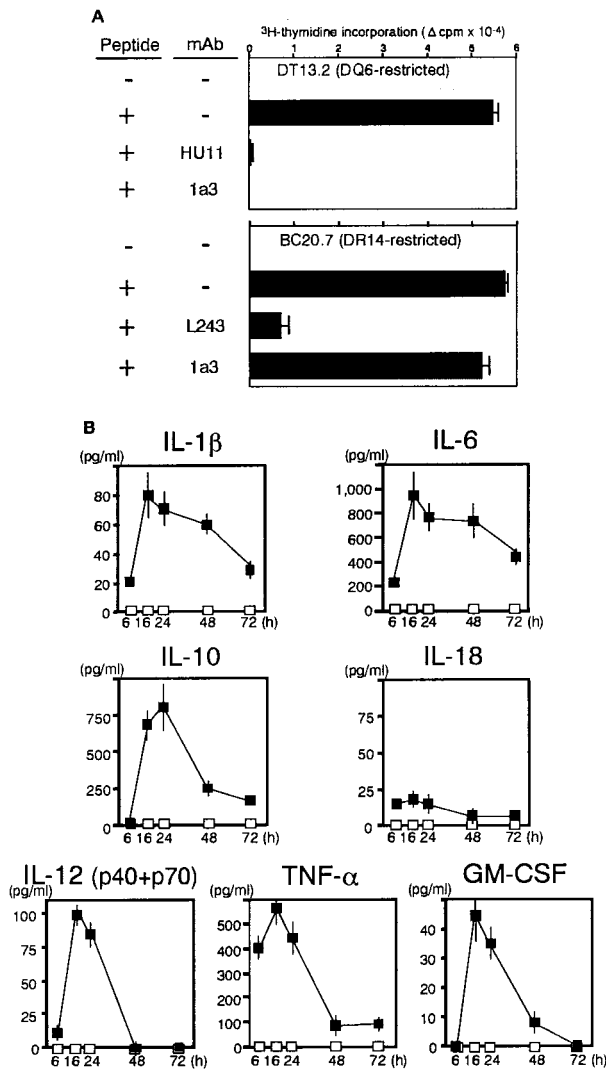 A
³H-thymidine incorporation (Δ cpm x 10⁻⁴)
Peptide mAb 0 1 2 3 4 5 6
DT13.2 (DQ6-restricted)
- -
+ -
+ HU11
+ 1a3
BC20.7 (DR14-restricted)
- -
+ -
+ L243
+ 1a3
B
IL-1β IL-6
(pg/ml) (pg/ml)
80 1,000
60 800
40 600
20 400
0 200
0
6 16 24 48 72 (h) 6 16 24 48 72 (h)
IL-10 IL-18
(pg/ml) (pg/ml)
750 75
500 50
250 25
0 0
6 16 24 48 72 (h) 6 16 24 48 72 (h)
IL-12 (p40+p70) TNF-α GM-CSF
(pg/ml) (pg/ml) (pg/ml)
100 75 50 25 0
500 400 300 200 100 0
40 30 20 10 0
6 16 24 48 72 (h) 6 16 24 48 72 (h) 6 16 24 48 72 (h)